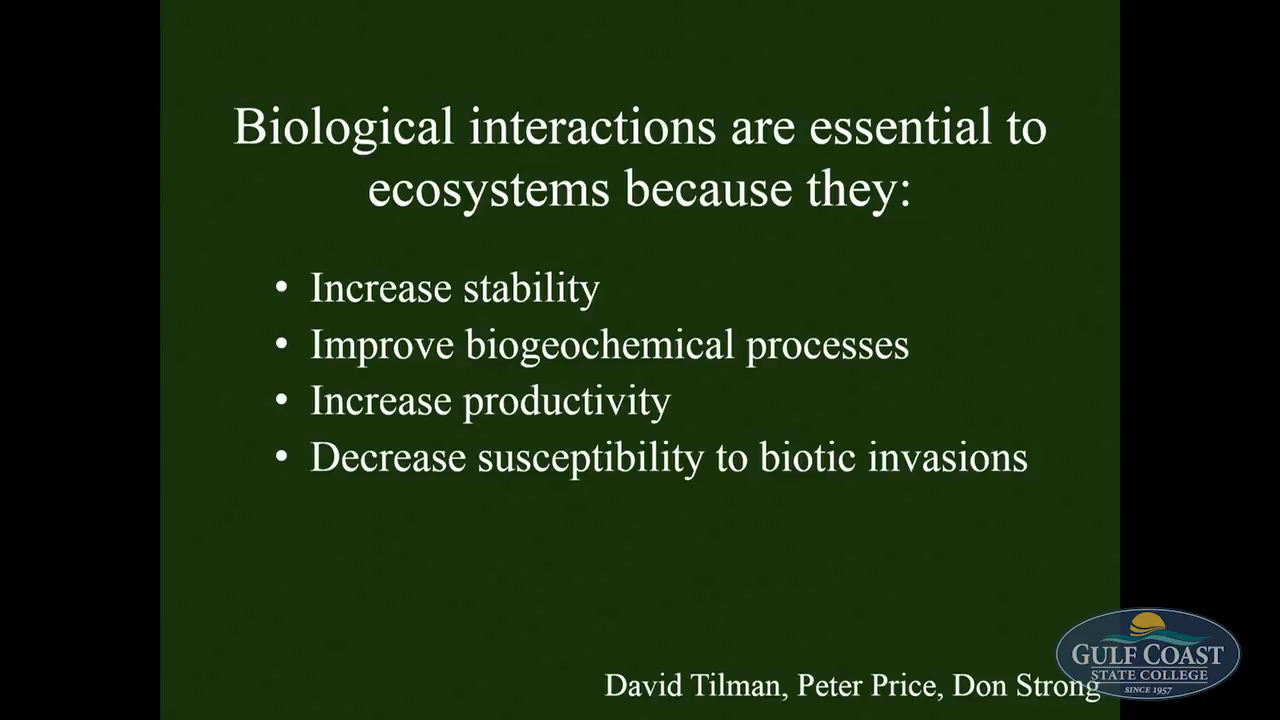 Biological interactions are essential to
ecosystems because they:
• Increase stability
• Improve biogeochemical processes
• Increase productivity
• Decrease susceptibility to biotic invasions
David Tilman, Peter Price, Don Strong
GULF COAST
STATE COLLEGE
SINCE 1957